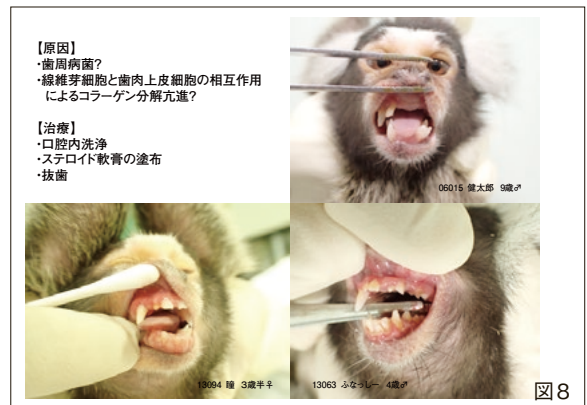 【原因】
・歯周病菌?
・線維芽細胞と歯肉上皮細胞の相互作用
によるコラーゲン分解亢進?
【治療】
・口腔内洗浄
・ステロイド軟膏の塗布
・抜歯
06015 健太郎 9歳♂
13094 瞳 3歳半♀
13063 ふなっしー 4歳♂
図8